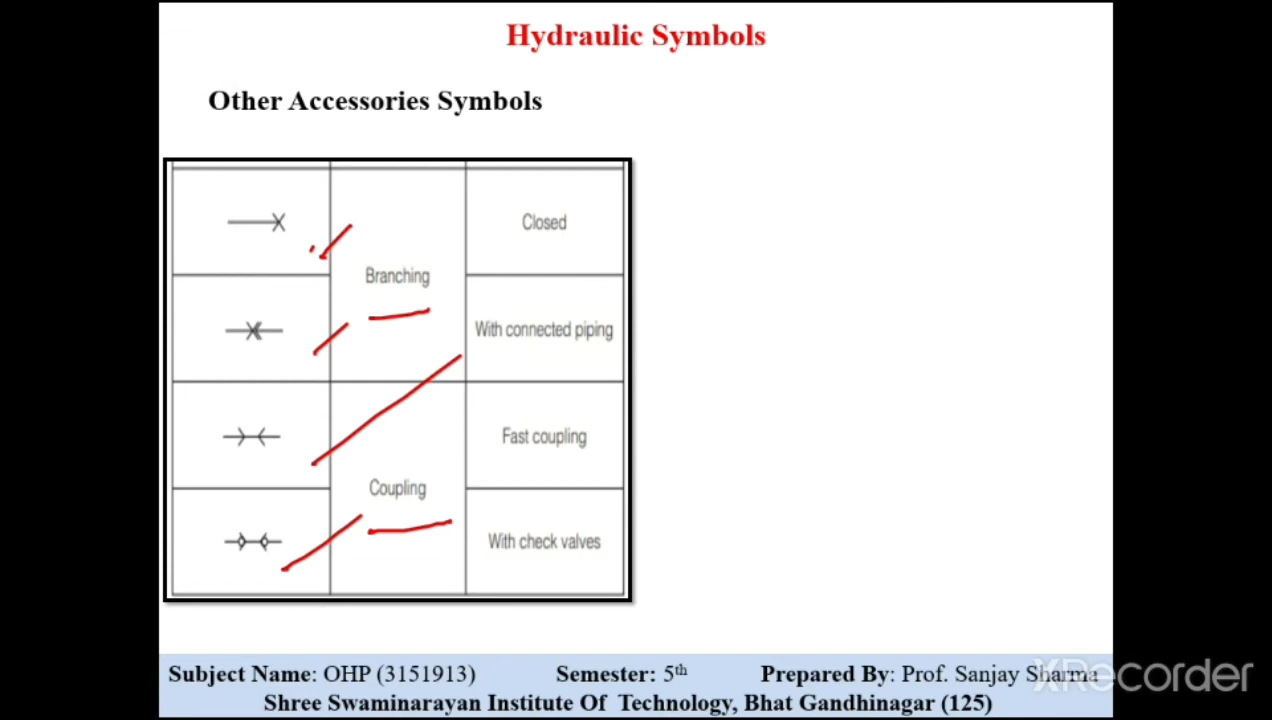 Hydraulic Symbols
Other Accessories Symbols
Closed
Branching
With connected piping
Fast coupling
Coupling
With check valves
Subject Name: OHP (3151913) Semester: 5th Prepared By: Prof. Sanjay Sharma
XRecorder
Shree Swaminarayan Institute Of Technology, Bhat Gandhinagar (125)